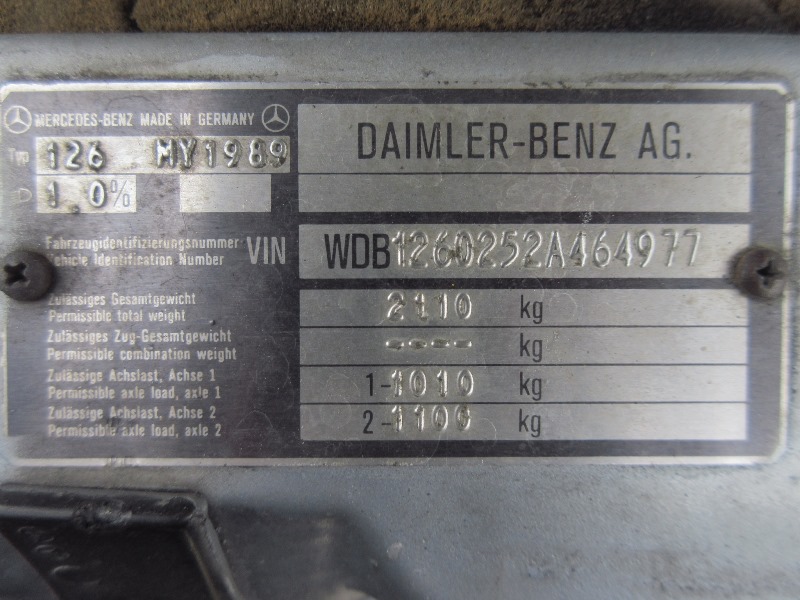 MERCEDES-BENZ MADE IN GERMANY
DAIMLER-BENZ AG.
Typ 126 MY1989
1.0%
Fahrzeugidentifizierungsnummer
Vehicle Identification Number
VIN WDB1260252A464977
Zulässiges Gesamtgewicht
Permissible total weight
2110 kg
Zulässiges Zug-Gesamtgewicht
Permissible combination weight
---- kg
Zulässige Achslast, Achse 1
Permissible axle load, axle 1
1-1010 kg
Zulässige Achslast, Achse 2
Permissible axle load, axle 2
2-1100 kg